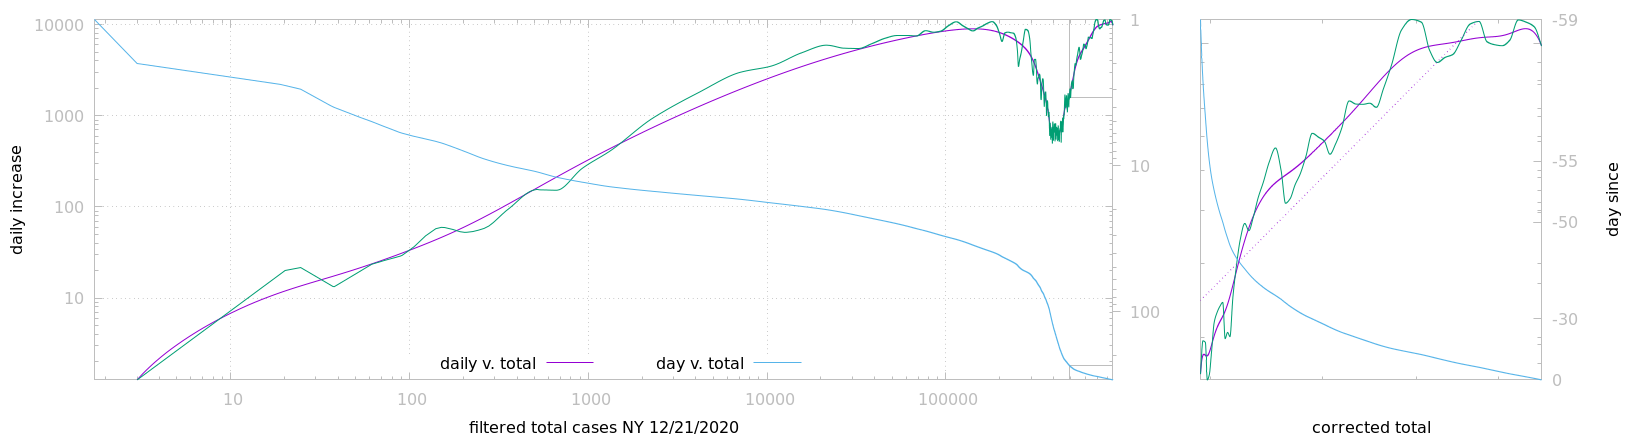 daily increase
10000
1000
100
10
10
100
1000
10000
100000
filtered total cases NY 12/21/2020
daily v. total
day v. total
1
10
100
-59
-55
-50
-30
0
day since
corrected total